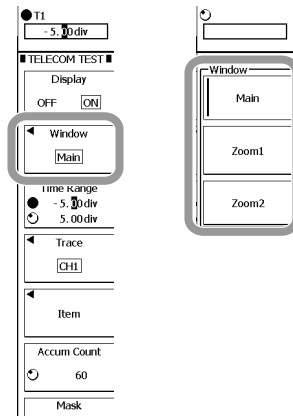 T1
-5.00div
TELECOM TEST
Display
OFF ON
Window
Main
Time Range
-5.00div
5.00div
Trace
CH1
Item
Accum Count
60
Mask
Window
Main
Zoom1
Zoom2